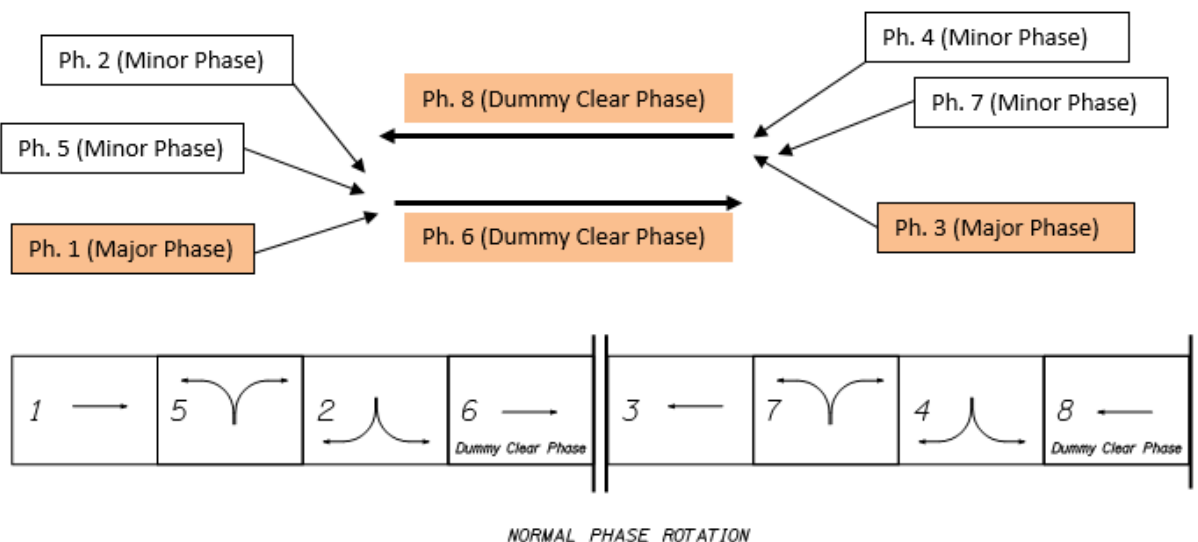 Ph. 2 (Minor Phase)
Ph. 4 (Minor Phase)
Ph. 8 (Dummy Clear Phase)
Ph. 7 (Minor Phase)
Ph. 5 (Minor Phase)
Ph. 1 (Major Phase)
Ph. 6 (Dummy Clear Phase)
Ph. 3 (Major Phase)
1
5
2
6
Dummy Clear Phase
3
7
4
8
Dummy Clear Phase
NORMAL PHASE ROTATION